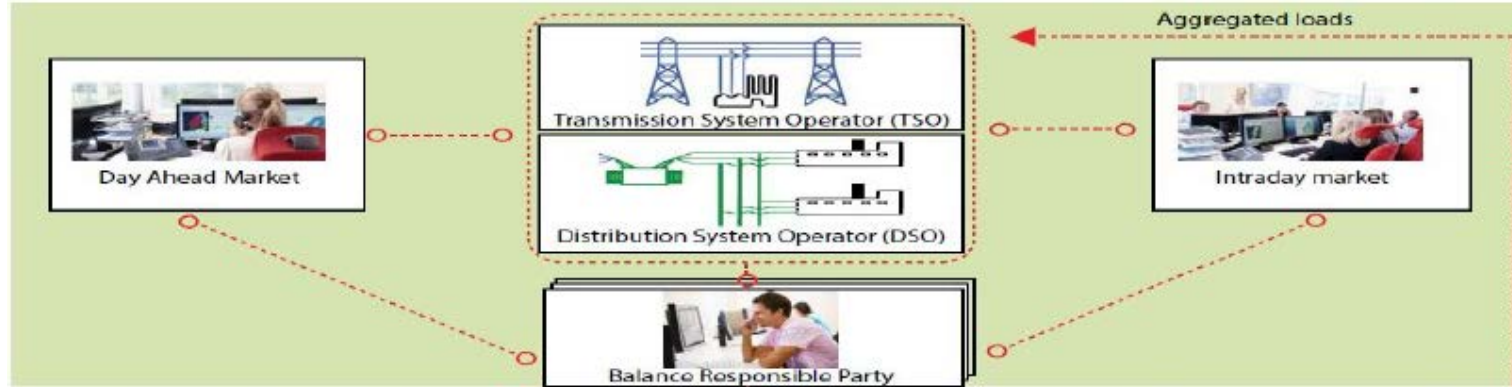 Aggregated loads
Transmission System Operator (TSO)
Day Ahead Market
Intraday market
Distribution System Operator (DSO)
Balance Responsible Party